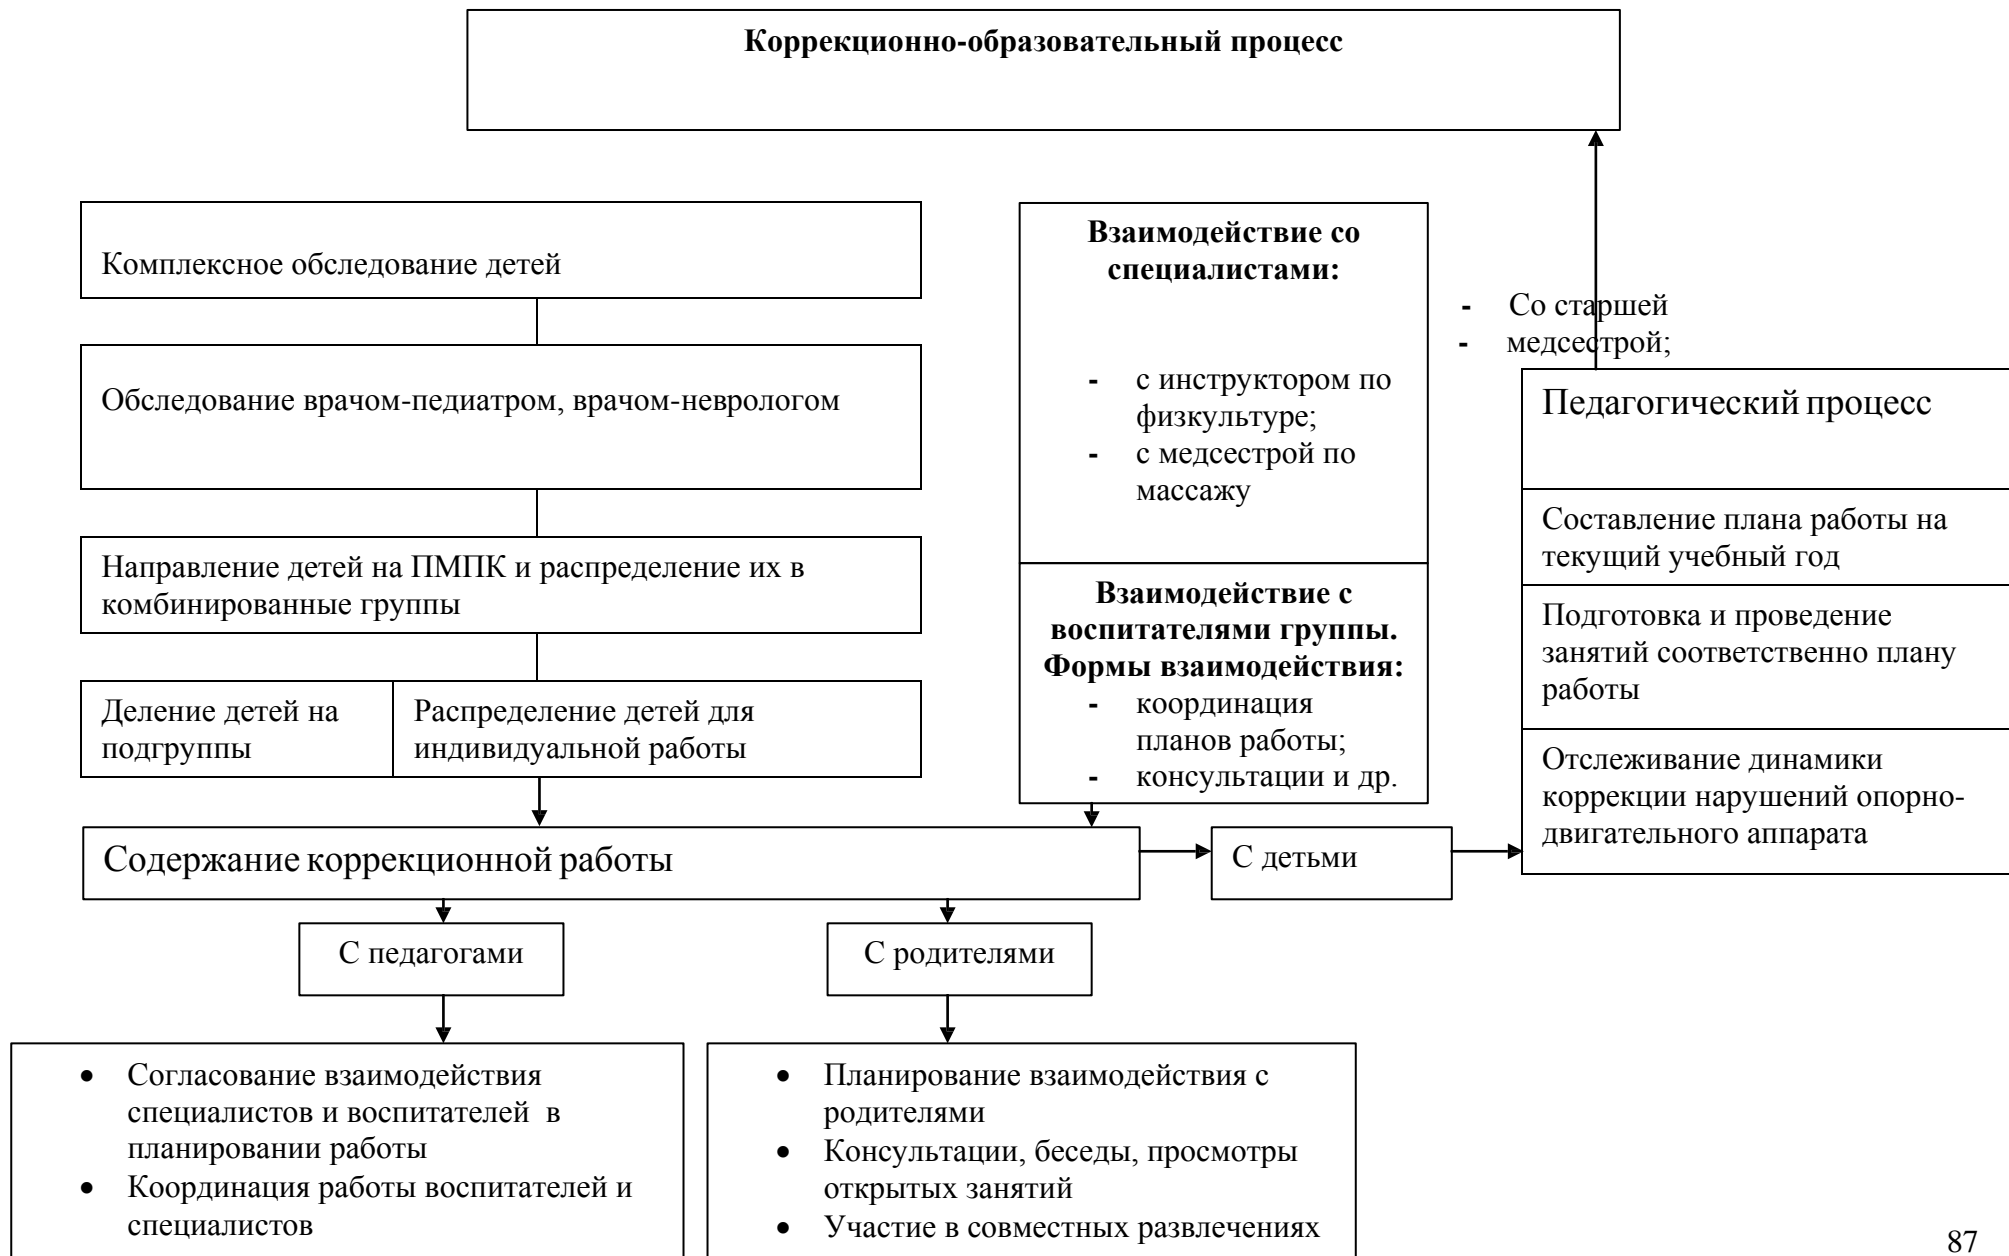 Коррекционно-образовательный процесс
Комплексное обследование детей
Обследование врачом-педиатром, врачом-неврологом
Направление детей на ПМПК и распределение их в
комбинированные группы
Деление детей на
подгруппы
Распределение детей для
индивидуальной работы
Взаимодействие со
специалистами:
- с инструктором по
физкультуре;
- с медсестрой по
массажу
Взаимодействие с
воспитателями группы.
Формы взаимодействия:
- координация
планов работы;
- консультации и др.
- Со старшей
- медсестрой;
Педагогический процесс
Составление плана работы на
текущий учебный год
Подготовка и проведение
занятий соответственно плану
работы
Отслеживание динамики
коррекции нарушений опорно-
двигательного аппарата
Содержание коррекционной работы
С детьми
С педагогами
С родителями
• Согласование взаимодействия
специалистов и воспитателей в
планировании работы
• Координация работы воспитателей и
специалистов
• Планирование взаимодействия с
родителями
• Консультации, беседы, просмотры
открытых занятий
• Участие в совместных развлечениях
87